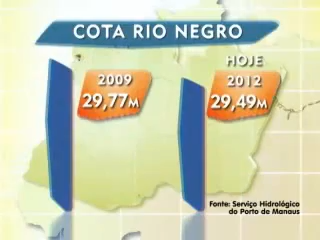 COTA RIO NEGRO
2009
29,77M
HOJE
2012
29,49M
Fonte: Serviço Hidrológico
do Porto de Manaus